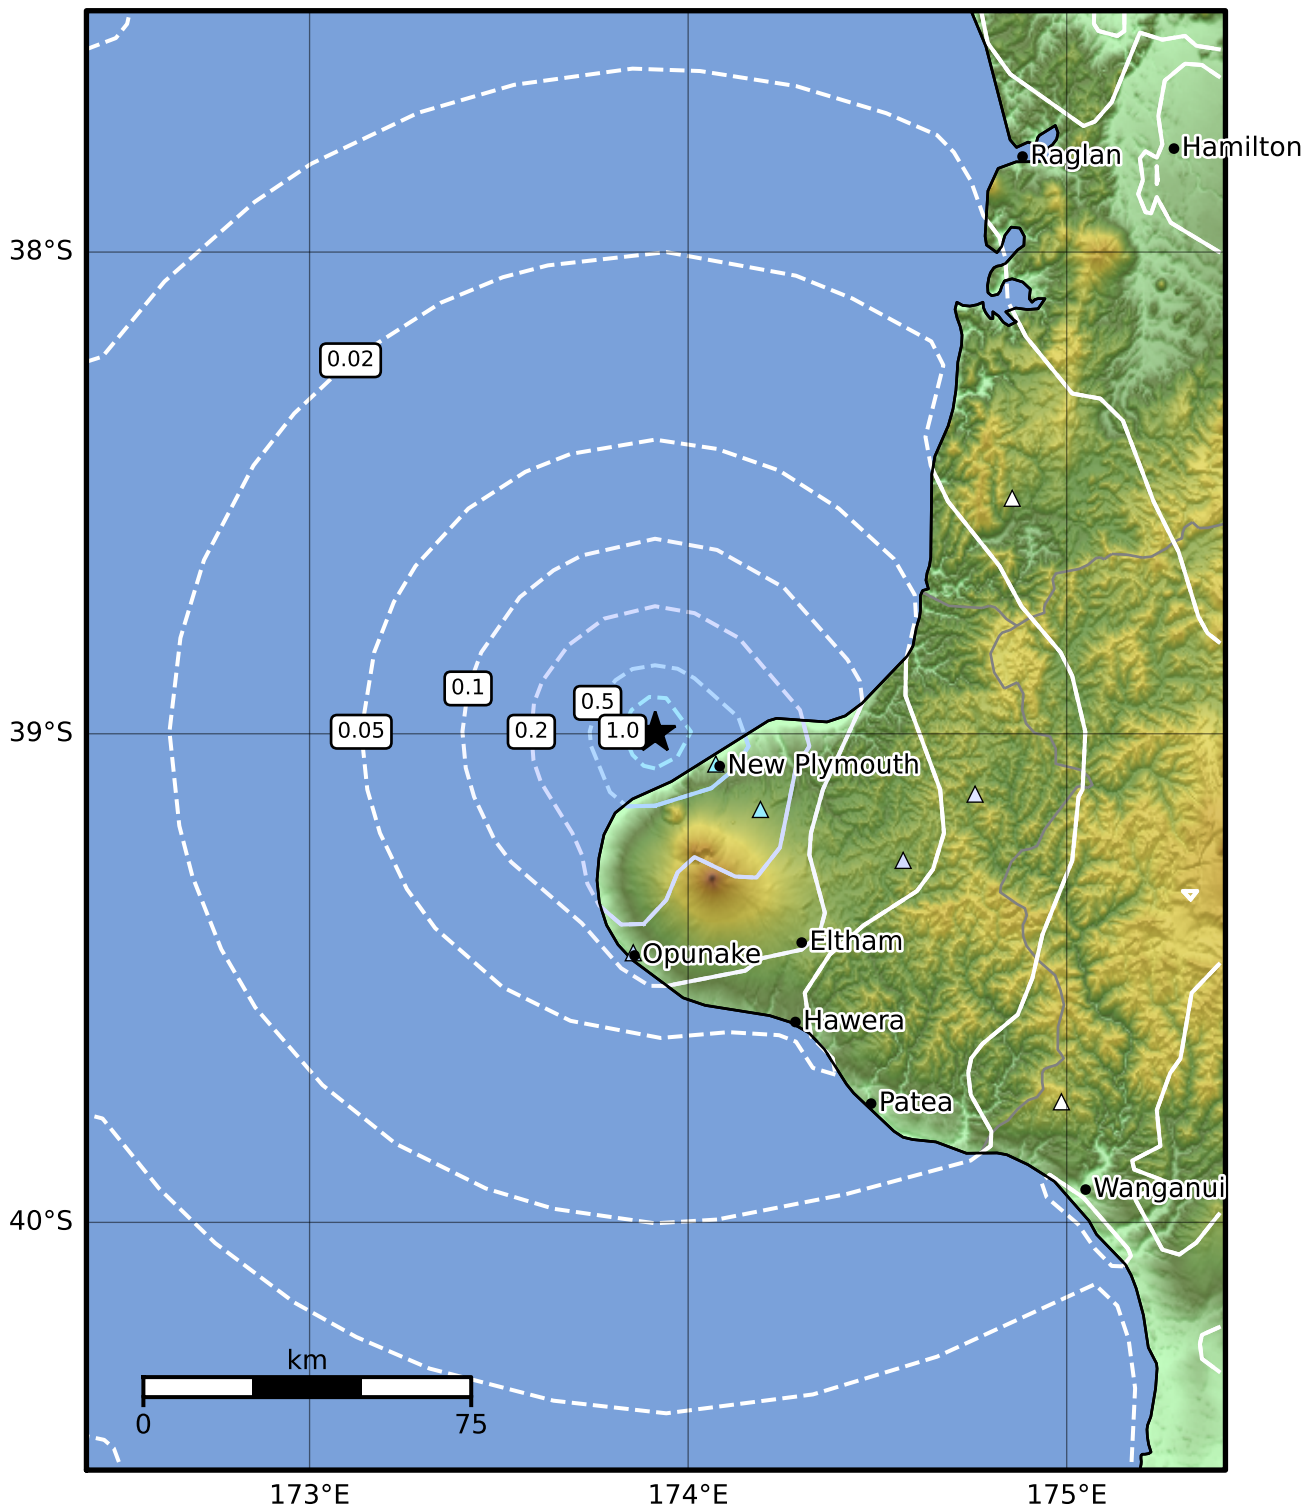 Hamilton
Raglan
38°S
0.02
0.1
0.5
0.05
0.2
1.0
39°S
New Plymouth
Eltham
Opunake
Hawera
Patea
Wanganui
40°S
km
0
75
173°E
174°E
175°E